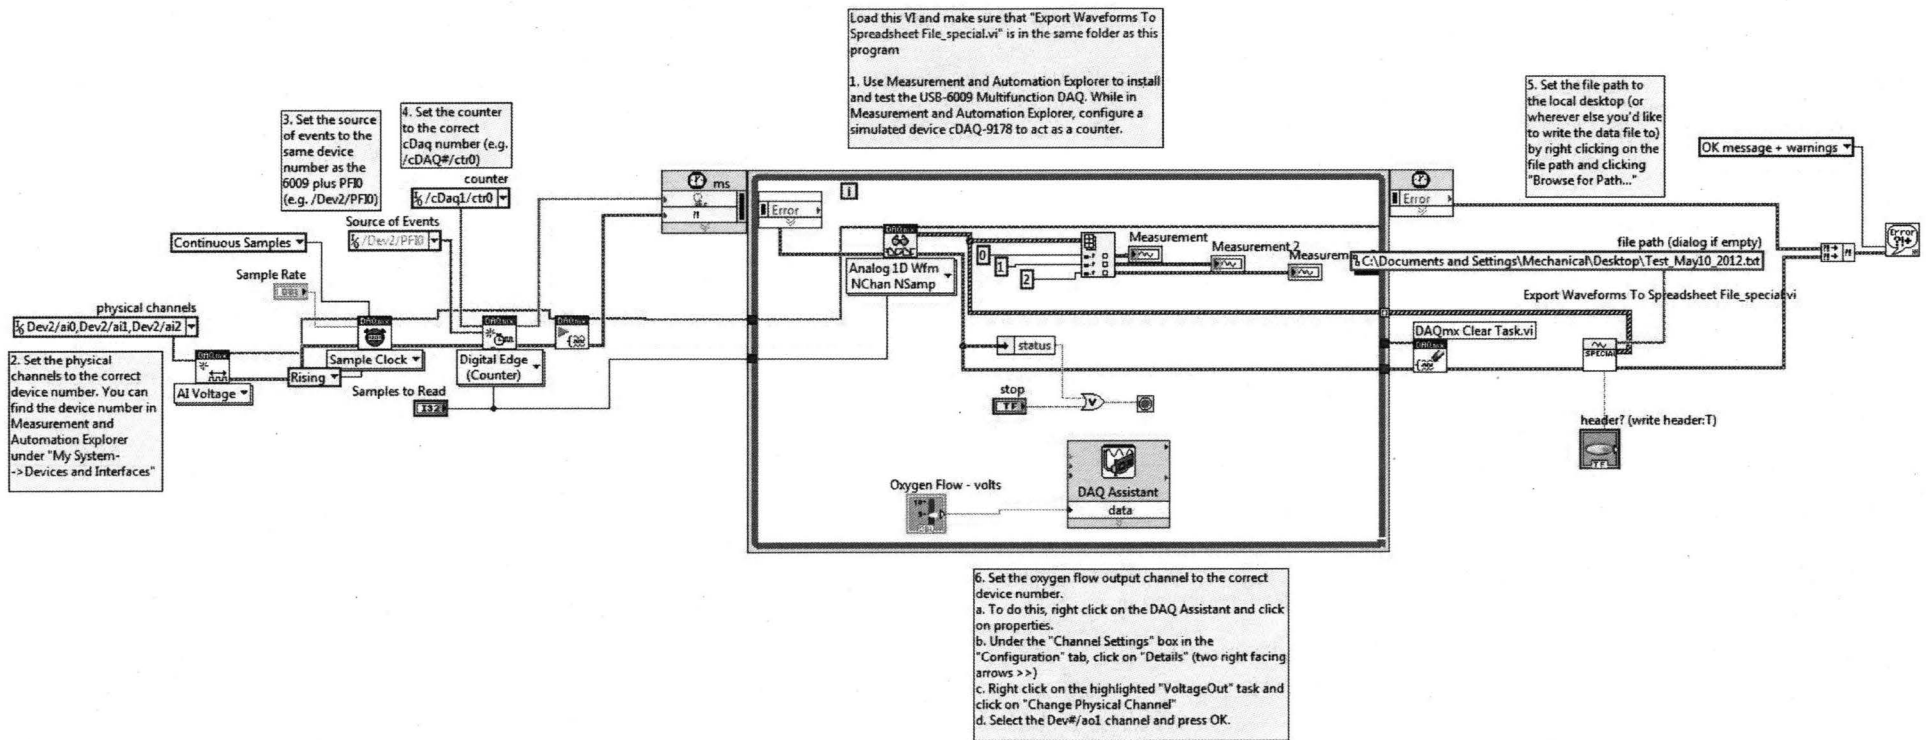 Load this VI and make sure that "Export Waveforms To
Spreadsheet File_special.vi" is in the same folder as this
program
1. Use Measurement and Automation Explorer to install
and test the USB-6009 Multifunction DAQ. While in
Measurement and Automation Explorer, configure a
simulated device cDAQ-9178 to act as a counter.
5. Set the file path to
the local desktop (or
wherever else you'd like
to write the data file to)
by right clicking on the
file path and clicking
"Browse for Path..."
OK message + warnings
4. Set the counter
to the correct
cDaq number (e.g.
/cDAQ#/ctr0)
3. Set the source
of events to the
same device
number as the
6009 plus PFI0
(e.g. /Dev2/PFI0)
counter
/cDaq1/ctr0
Source of Events
/Dev2/PFI0
Continuous Samples
Sample Rate
physical channels
Dev2/ai0,Dev2/ai1,Dev2/ai2
2. Set the physical
channels to the correct
device number. You can
find the device number in
Measurement and
Automation Explorer
under "My System-
->Devices and Interfaces"
AI Voltage
Rising
Sample Clock
Digital Edge
(Counter)
Samples to Read
I32
ms
Error
i
Analog 1D Wfm
NChan NSamp
0
1
2
Measurement
Measurement 2
Measurem
Error
file path (dialog if empty)
C:\Documents and Settings\Mechanical\Desktop\Test_May10_2012.txt
Export Waveforms To Spreadsheet File_special.vi
DAQmx Clear Task.vi
SPECIAL
Error
?!+
status
stop
TF
header? (write header:T)
TF
Oxygen Flow - volts
DAQ Assistant
data
6. Set the oxygen flow output channel to the correct
device number.
a. To do this, right click on the DAQ Assistant and click
on properties.
b. Under the "Channel Settings" box in the
"Configuration" tab, click on "Details" (two right facing
arrows >>)
c. Right click on the highlighted "VoltageOut" task and
click on "Change Physical Channel"
d. Select the Dev#/ao1 channel and press OK.